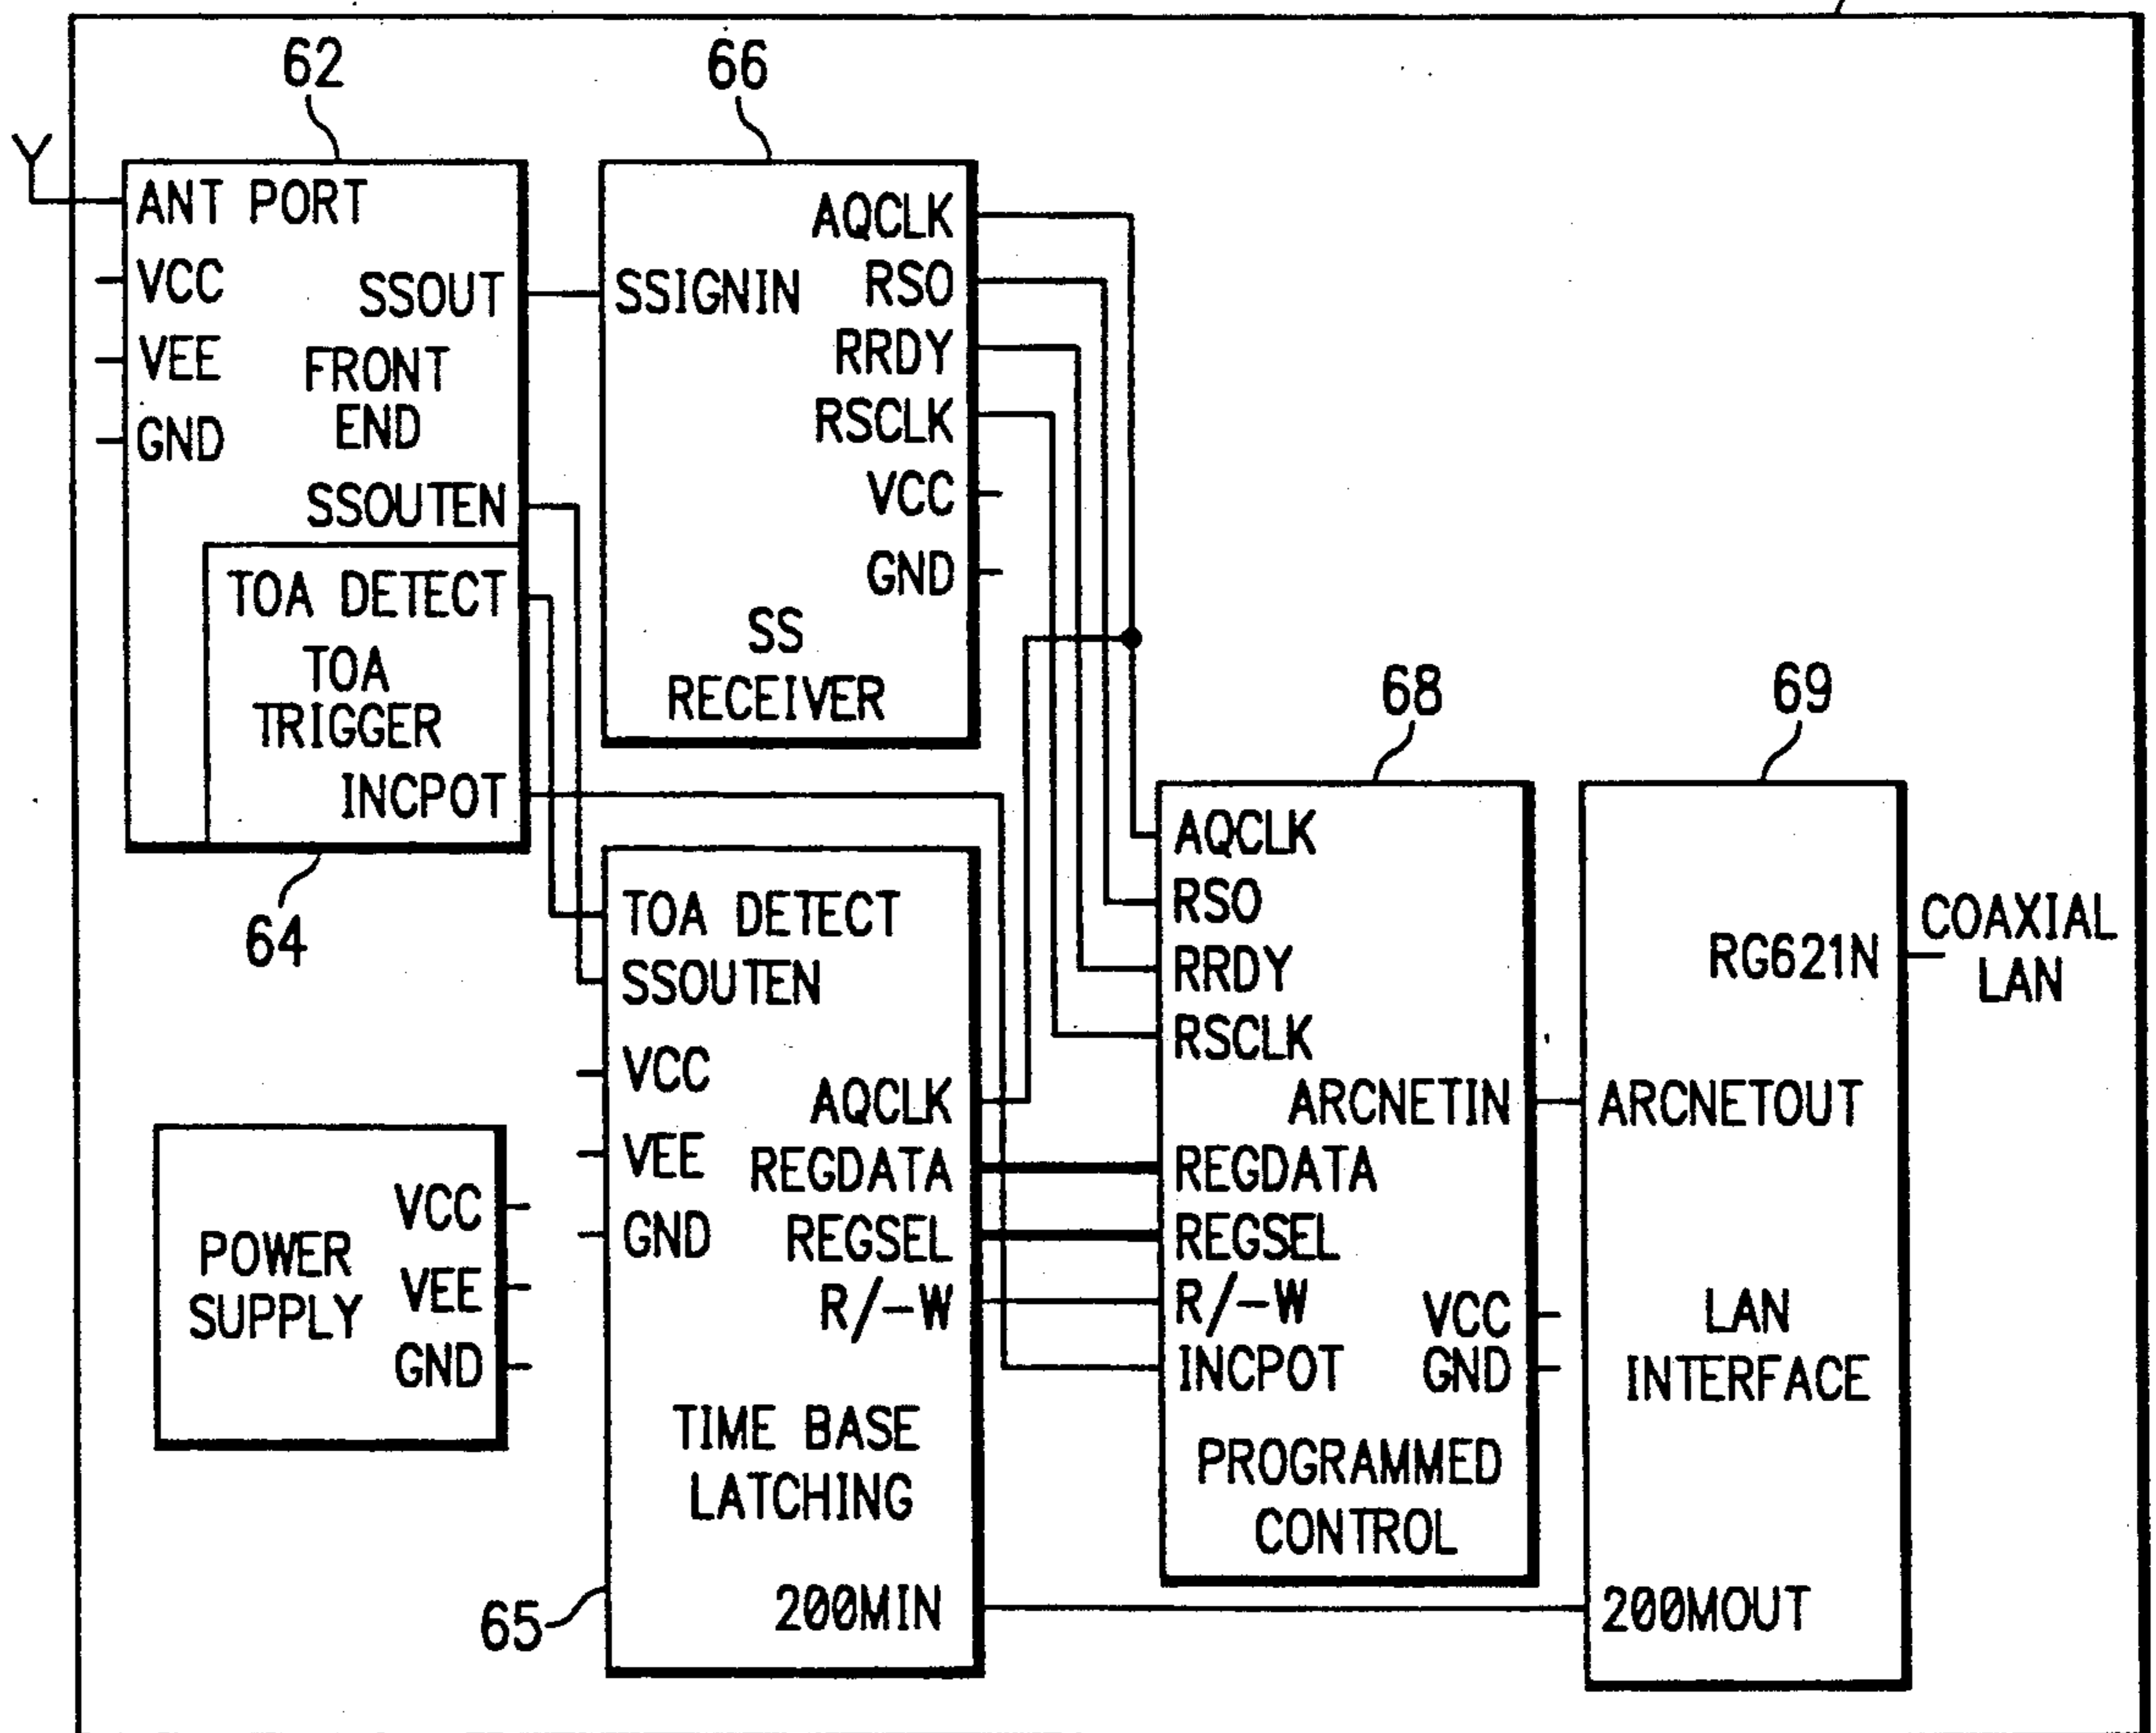 62
ANT PORT
VCC
SSOUT
VEE
FRONT
END
GND
SSOUTEN
TOA DETECT
TOA
TRIGGER
INCPOT
64
66
AQCLK
SSIGNIN
RSO
RRDY
RSCLK
VCC
GND
SS
RECEIVER
POWER
SUPPLY
VCC
VEE
GND
TOA DETECT
SSOUTEN
VCC
AQCLK
VEE
REGDATA
GND
REGSEL
R/-W
TIME BASE
LATCHING
200MIN
65
68
AQCLK
RSO
RRDY
RSCLK
ARCNETIN
REGDATA
REGSEL
R/-W
VCC
INCPOT
GND
PROGRAMMED
CONTROL
69
RG621N
COAXIAL
LAN
ARCNETOUT
LAN
INTERFACE
200MOUT